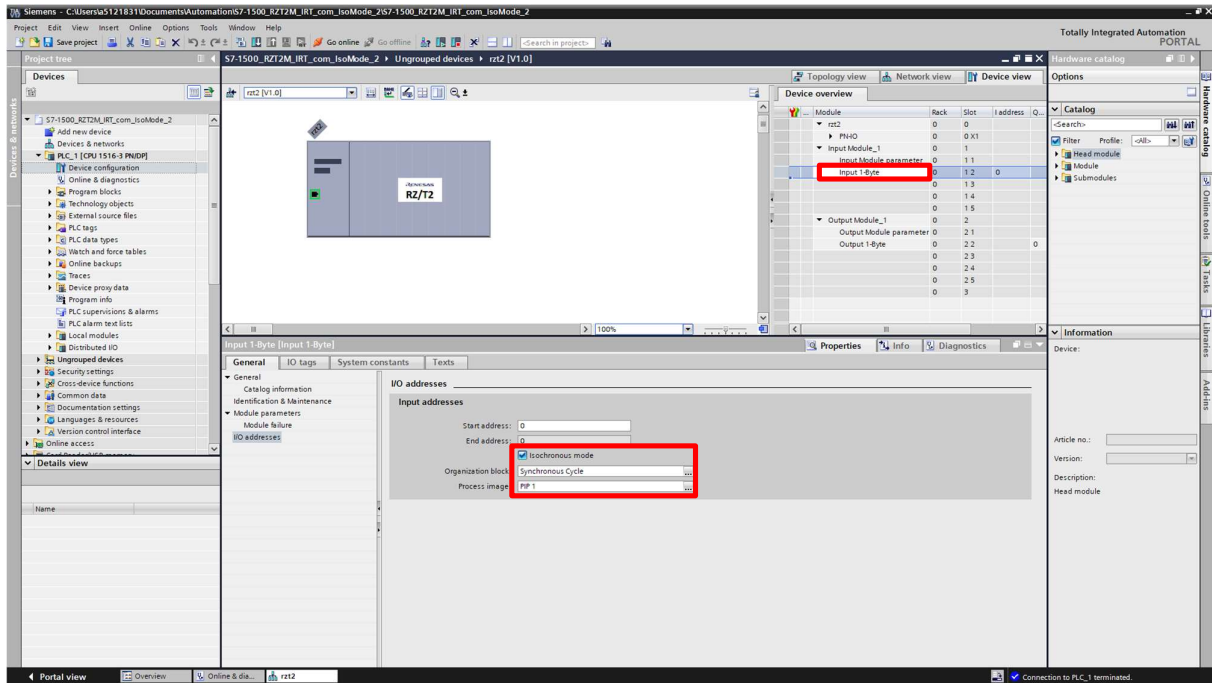 Siemens - C:\Users\a5121831\Documents\Automation\S7-1500_RZT2M_IRT_com_IsoMode_2\S7-1500_RZT2M_IRT_com_IsoMode_2
Project Edit View Insert Online Options Tools Window Help
Save project Go online Go offline <Search in project>
Totally Integrated Automation
PORTAL
Project tree
Devices
S7-1500_RZT2M_IRT_com_IsoMode_2
Add new device
Devices & networks
PLC_1 [CPU 1516-3 PN/DP]
Device configuration
Online & diagnostics
Program blocks
Technology objects
External source files
PLC tags
PLC data types
Watch and force tables
Online backups
Traces
Device proxy data
Program info
PLC supervisions & alarms
PLC alarm text lists
Local modules
Distributed I/O
Ungrouped devices
Security settings
Cross-device functions
Common data
Documentation settings
Languages & resources
Version control interface
Online access
Details view
Name
Devices & networks
S7-1500_RZT2M_IRT_com_IsoMode_2 Ungrouped devices rzt2 [V1.0]
Topology view Network view Device view
rzt2 [V1.0]
rzt2
RENESAS
RZ/T2
100%
Device overview
... Module Rack Slot I address Q...
rzt2 0 0
PN-IO 0 0 X1
Input Module_1 0 1
Input Module parameter 0 1 1
Input 1-Byte 0 1 2 0
0 1 3
0 1 4
0 1 5
Output Module_1 0 2
Output Module parameter 0 2 1
Output 1-Byte 0 2 2 0
0 2 3
0 2 4
0 2 5
0 3
Input 1-Byte [Input 1-Byte]
Properties Info Diagnostics
General IO tags System constants Texts
General
Catalog information
Identification & Maintenance
Module parameters
Module failure
I/O addresses
I/O addresses
Input addresses
Start address: 0
End address: 0
Isochronous mode
Organization block: Synchronous Cycle ...
Process image: PIP 1 ...
Hardware catalog
Options
Catalog
<Search>
Filter Profile: <All>
Head module
Module
Submodules
Information
Device:
Article no.:
Version:
Description:
Head module
Hardware catalog
Online tools
Tasks
Libraries
Add-ins
Portal view Overview Online & dia... rzt2
Connection to PLC_1 terminated.